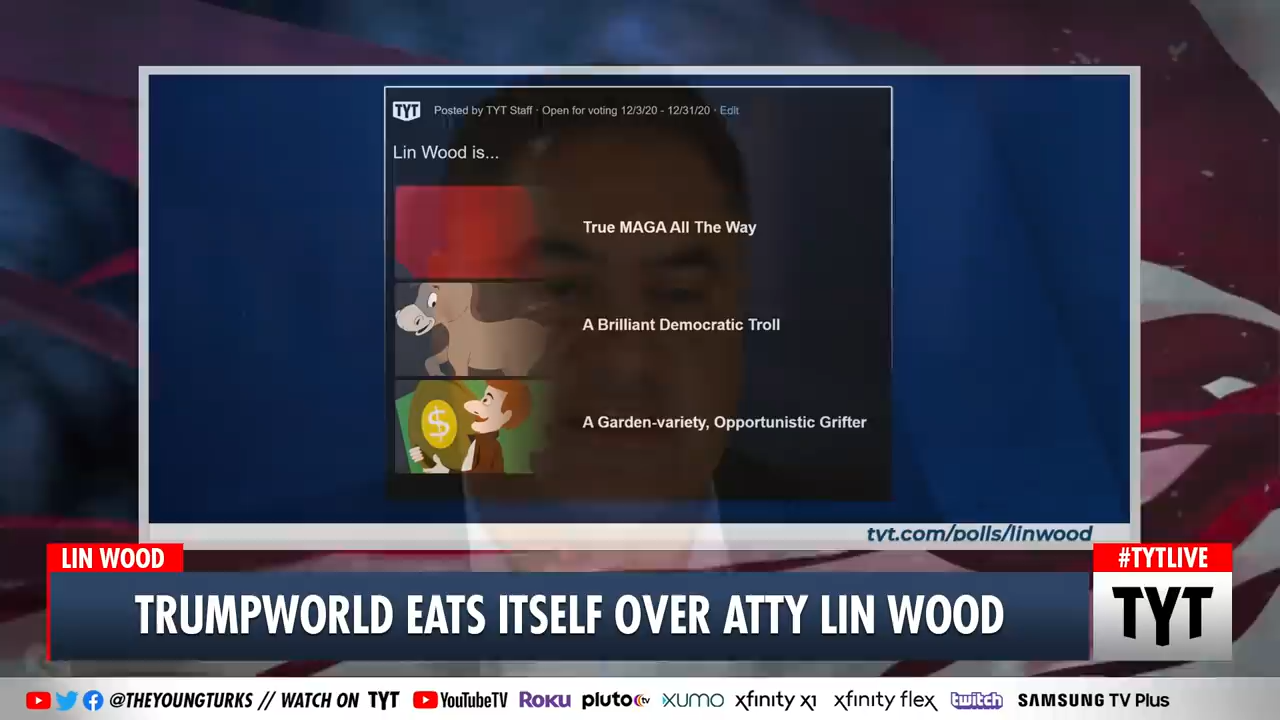 TYT Posted by TYT Staff · Open for voting 12/3/20 - 12/31/20 · Edit
Lin Wood is...
True MAGA All The Way
A Brilliant Democratic Troll
$
A Garden-variety, Opportunistic Grifter
tyt.com/polls/linwood
LIN WOOD
#TYTLIVE
TRUMPWORLD EATS ITSELF OVER ATTY LIN WOOD
TYT
@THEYOUNGTURKS // WATCH ON TYT YouTubeTV Roku pluto tv xumo xfinity x1 xfinity flex twitch SAMSUNG TV Plus